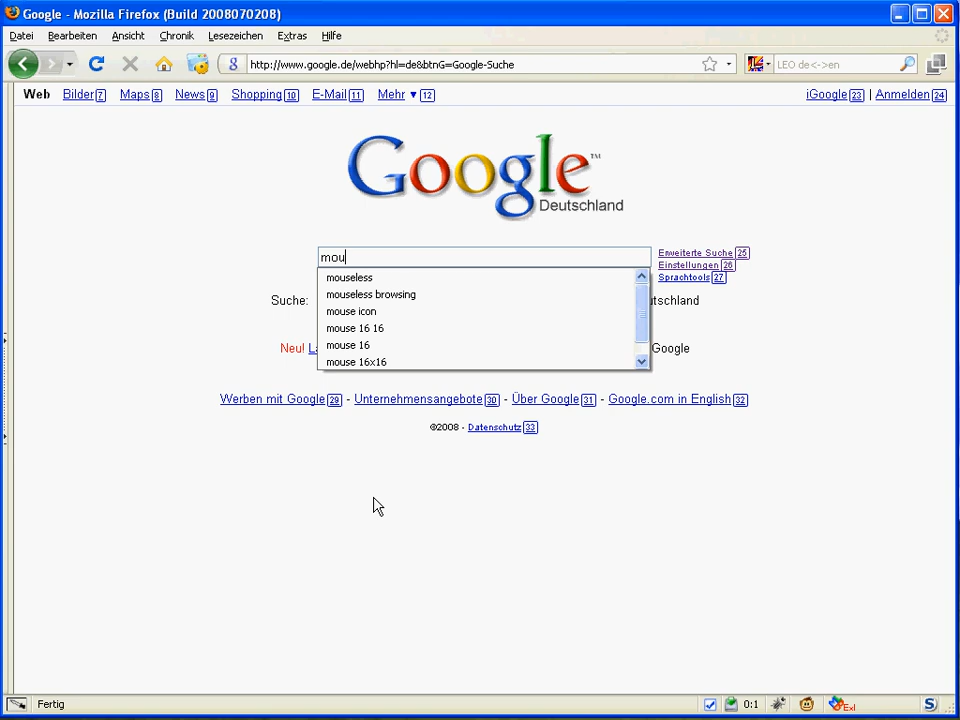 Google - Mozilla Firefox (Build 2008070208)
Datei Bearbeiten Ansicht Chronik Lesezeichen Extras Hilfe
http://www.google.de/webhp?hl=de&btnG=Google-Suche LEO de<->en
Web Bilder 7 Maps 8 News 9 Shopping 10 E-Mail 11 Mehr ▼ 12 iGoogle 23 | Anmelden 24
Google™
Deutschland
mou
Erweiterte Suche 25
Einstellungen 26
Sprachtools 27
mouseless
mouseless browsing
mouse icon
mouse 16 16
mouse 16
mouse 16x16
Suche: utschland
Neu! Google
Werben mit Google 29 - Unternehmensangebote 30 - Über Google 31 - Google.com in English 32
©2008 - Datenschutz 33
Fertig 0:1 Ex!